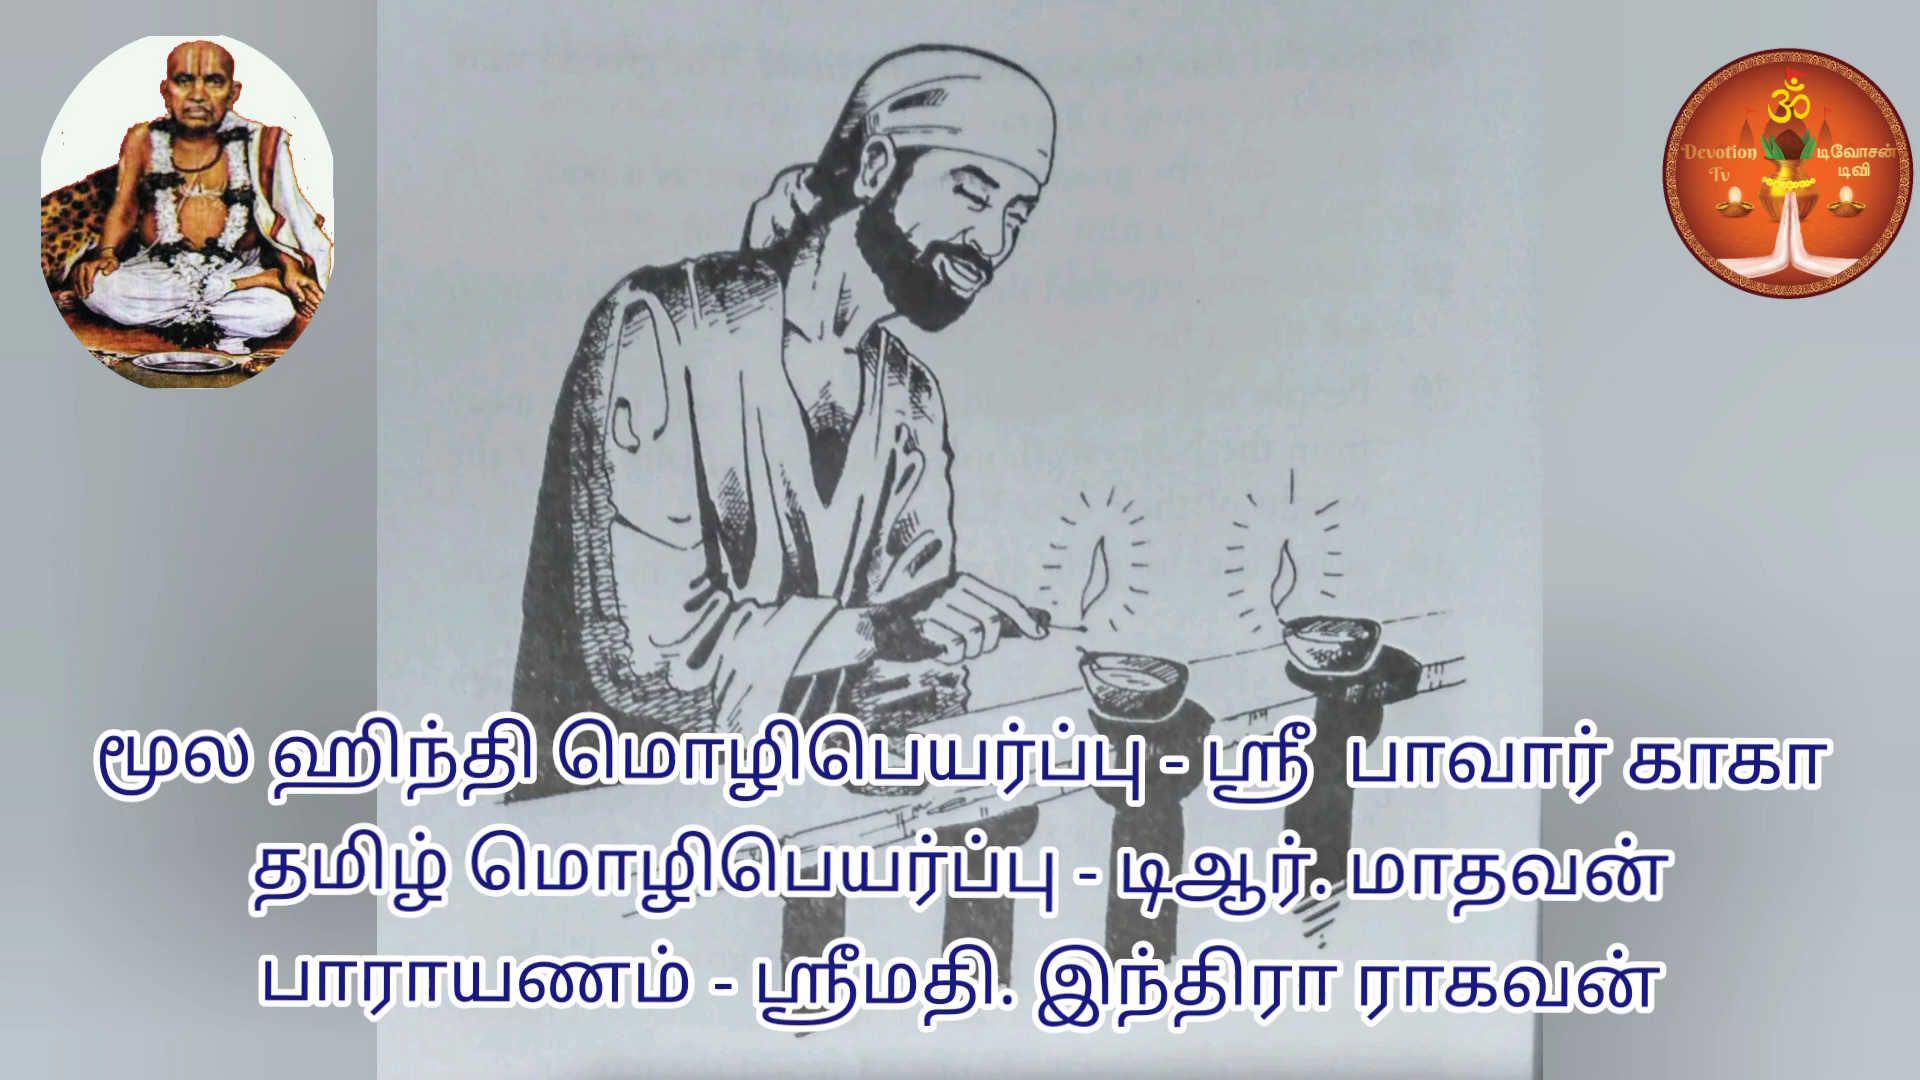 ॐ
Devotion
Tv
டிவோசன்
டிவி
மூல ஹிந்தி மொழிபெயர்ப்பு - ஸ்ரீ பாவார் காகா
தமிழ் மொழிபெயர்ப்பு - டிஆர். மாதவன்
பாராயணம் - ஸ்ரீமதி. இந்திரா ராகவன்